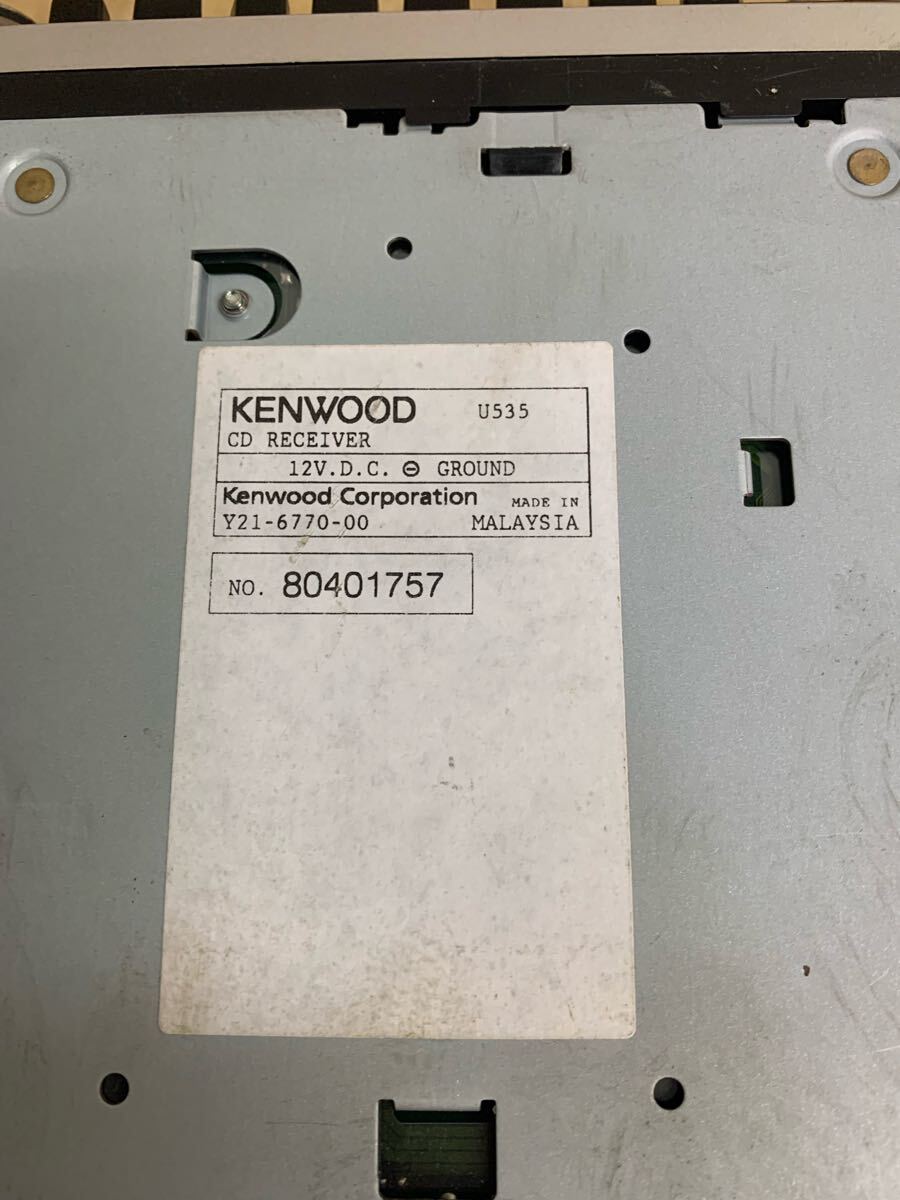 KENWOOD U535
CD RECEIVER
12V.D.C. ⊖ GROUND
Kenwood Corporation MADE IN
Y21-6770-00 MALAYSIA
NO. 80401757